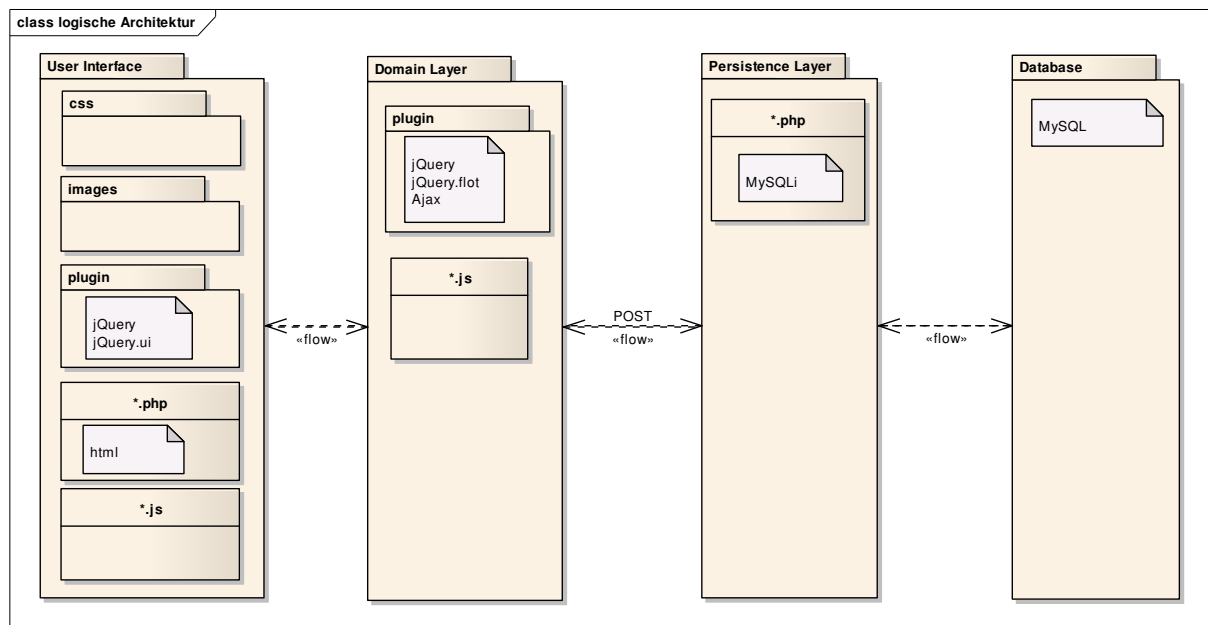 class logische Architektur
User Interface
css
images
plugin
jQuery
jQuery.ui
*.php
html
*.js
«flow»
Domain Layer
plugin
jQuery
jQuery.flot
Ajax
*.js
POST
«flow»
Persistence Layer
*.php
MySQLi
«flow»
Database
MySQL